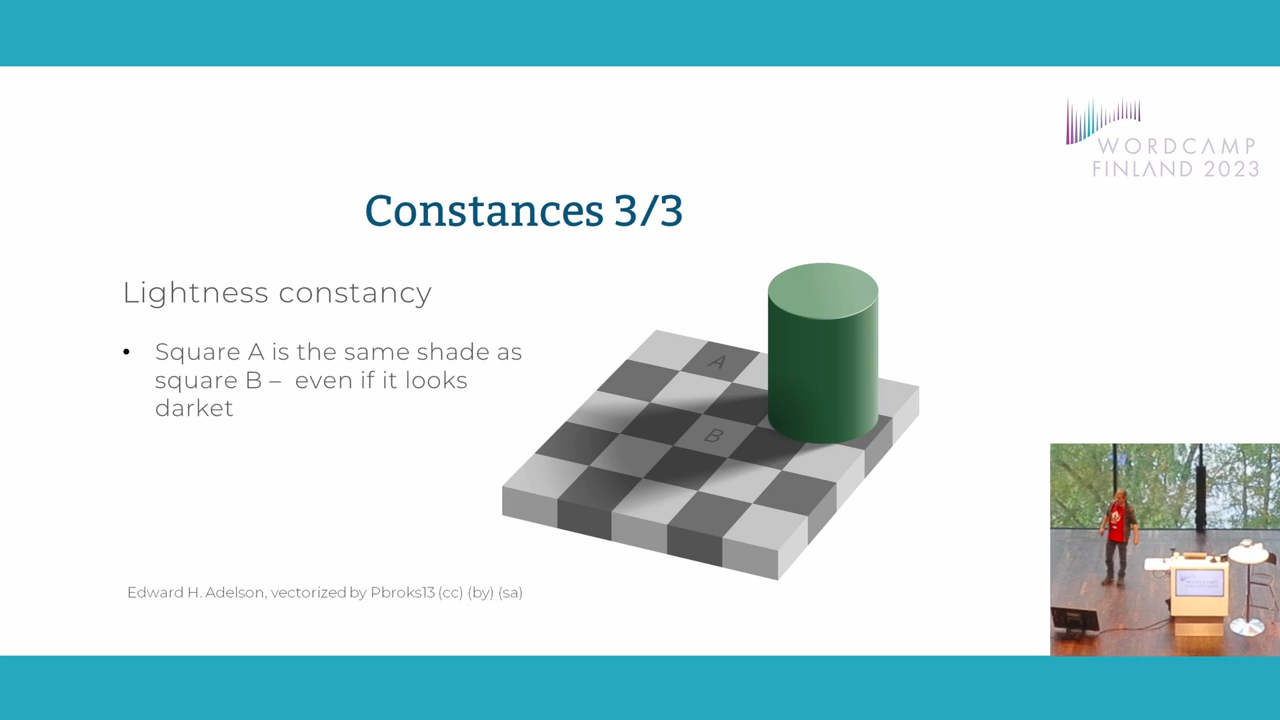 WORDCAMP
FINLAND 2023
Constances 3/3
Lightness constancy
• Square A is the same shade as
square B – even if it looks
darket
A
B
Edward H. Adelson, vectorized by Pbroks13 (cc) (by) (sa)